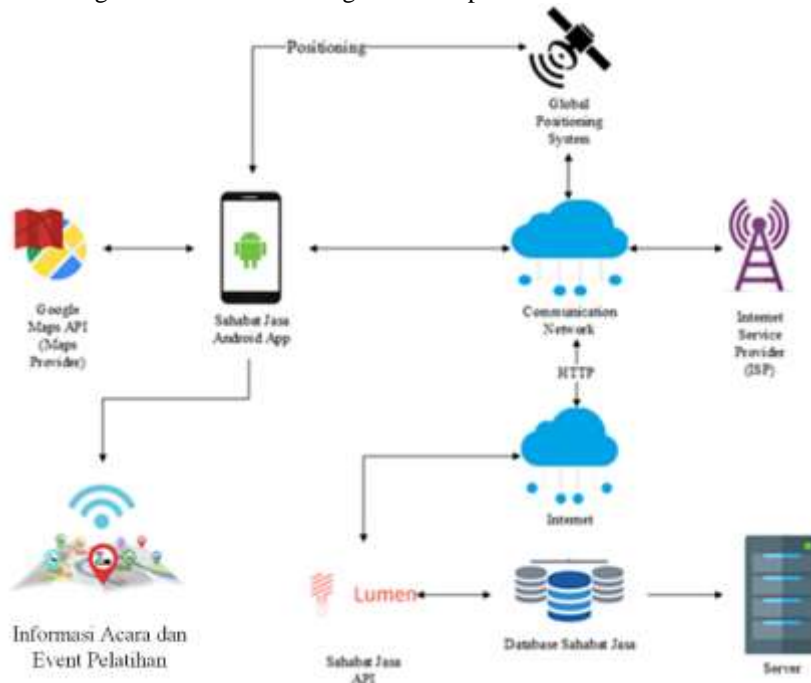 Positioning
Global
Positioning
System
Google
Maps API
(Maps
Provider)
Sahabat Jasa
Android App
Communication
Network
Internet
Service
Provider
(ISP)
HTTP
Internet
Informasi Acara dan
Event Pelatihan
Lumen
Sahabat Jasa
API
Database Sahabat Jasa
Server